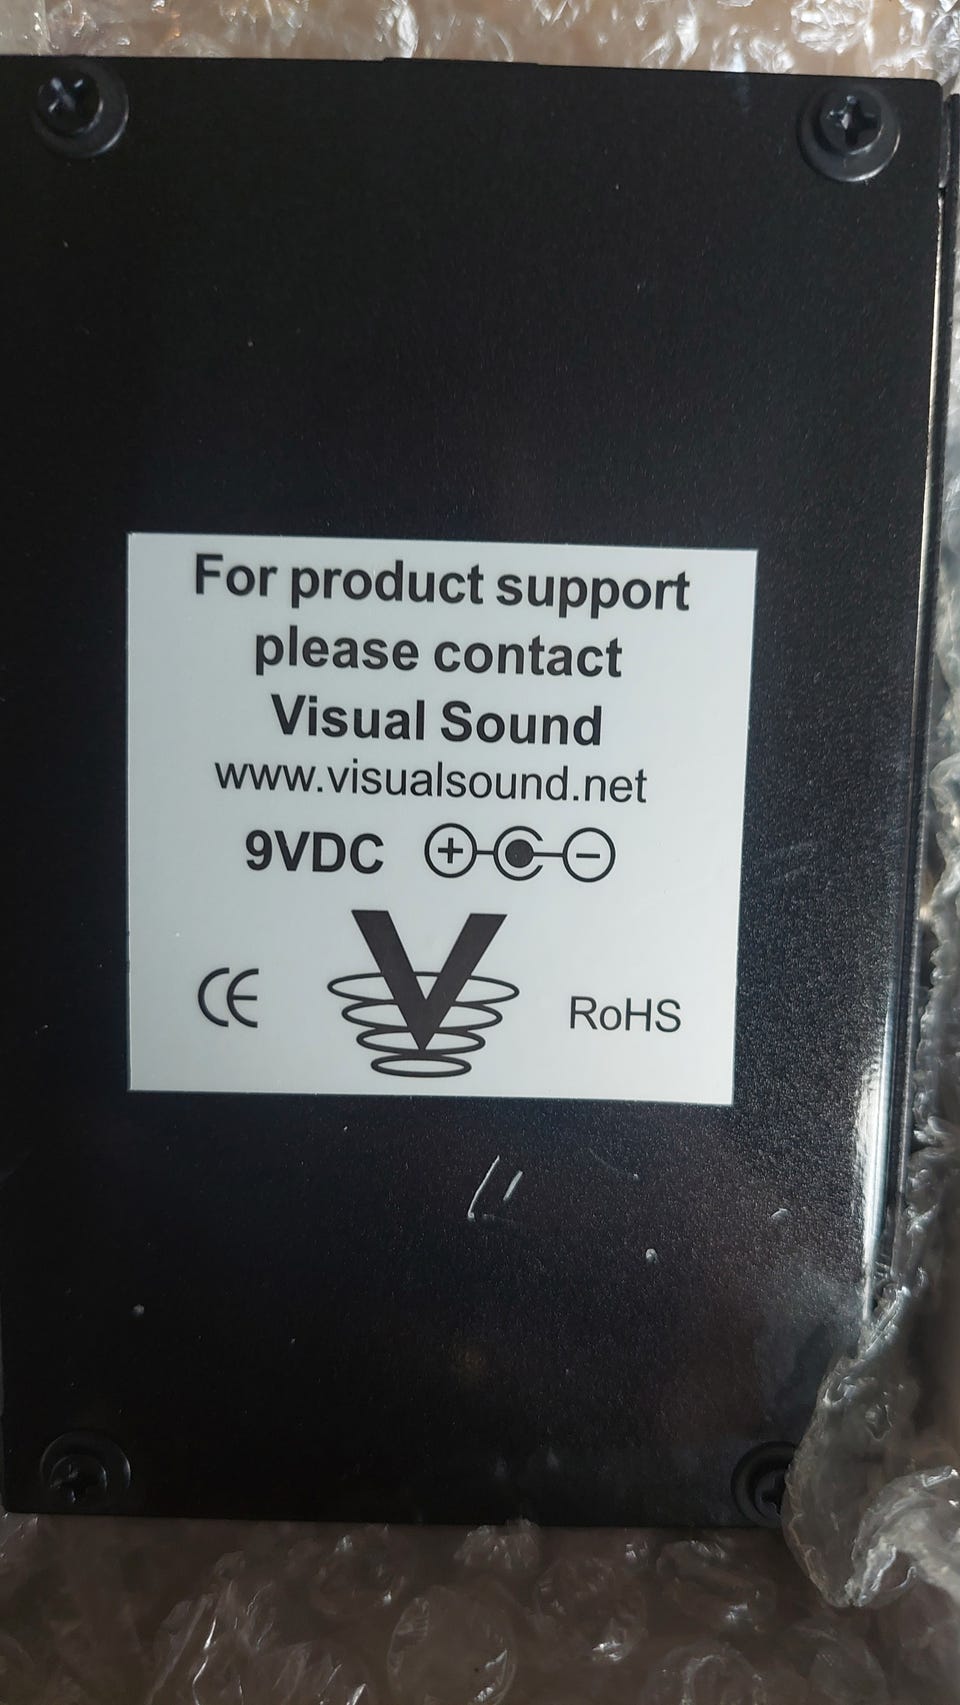 For product support
please contact
Visual Sound
www.visualsound.net
9VDC + −
CE V RoHS